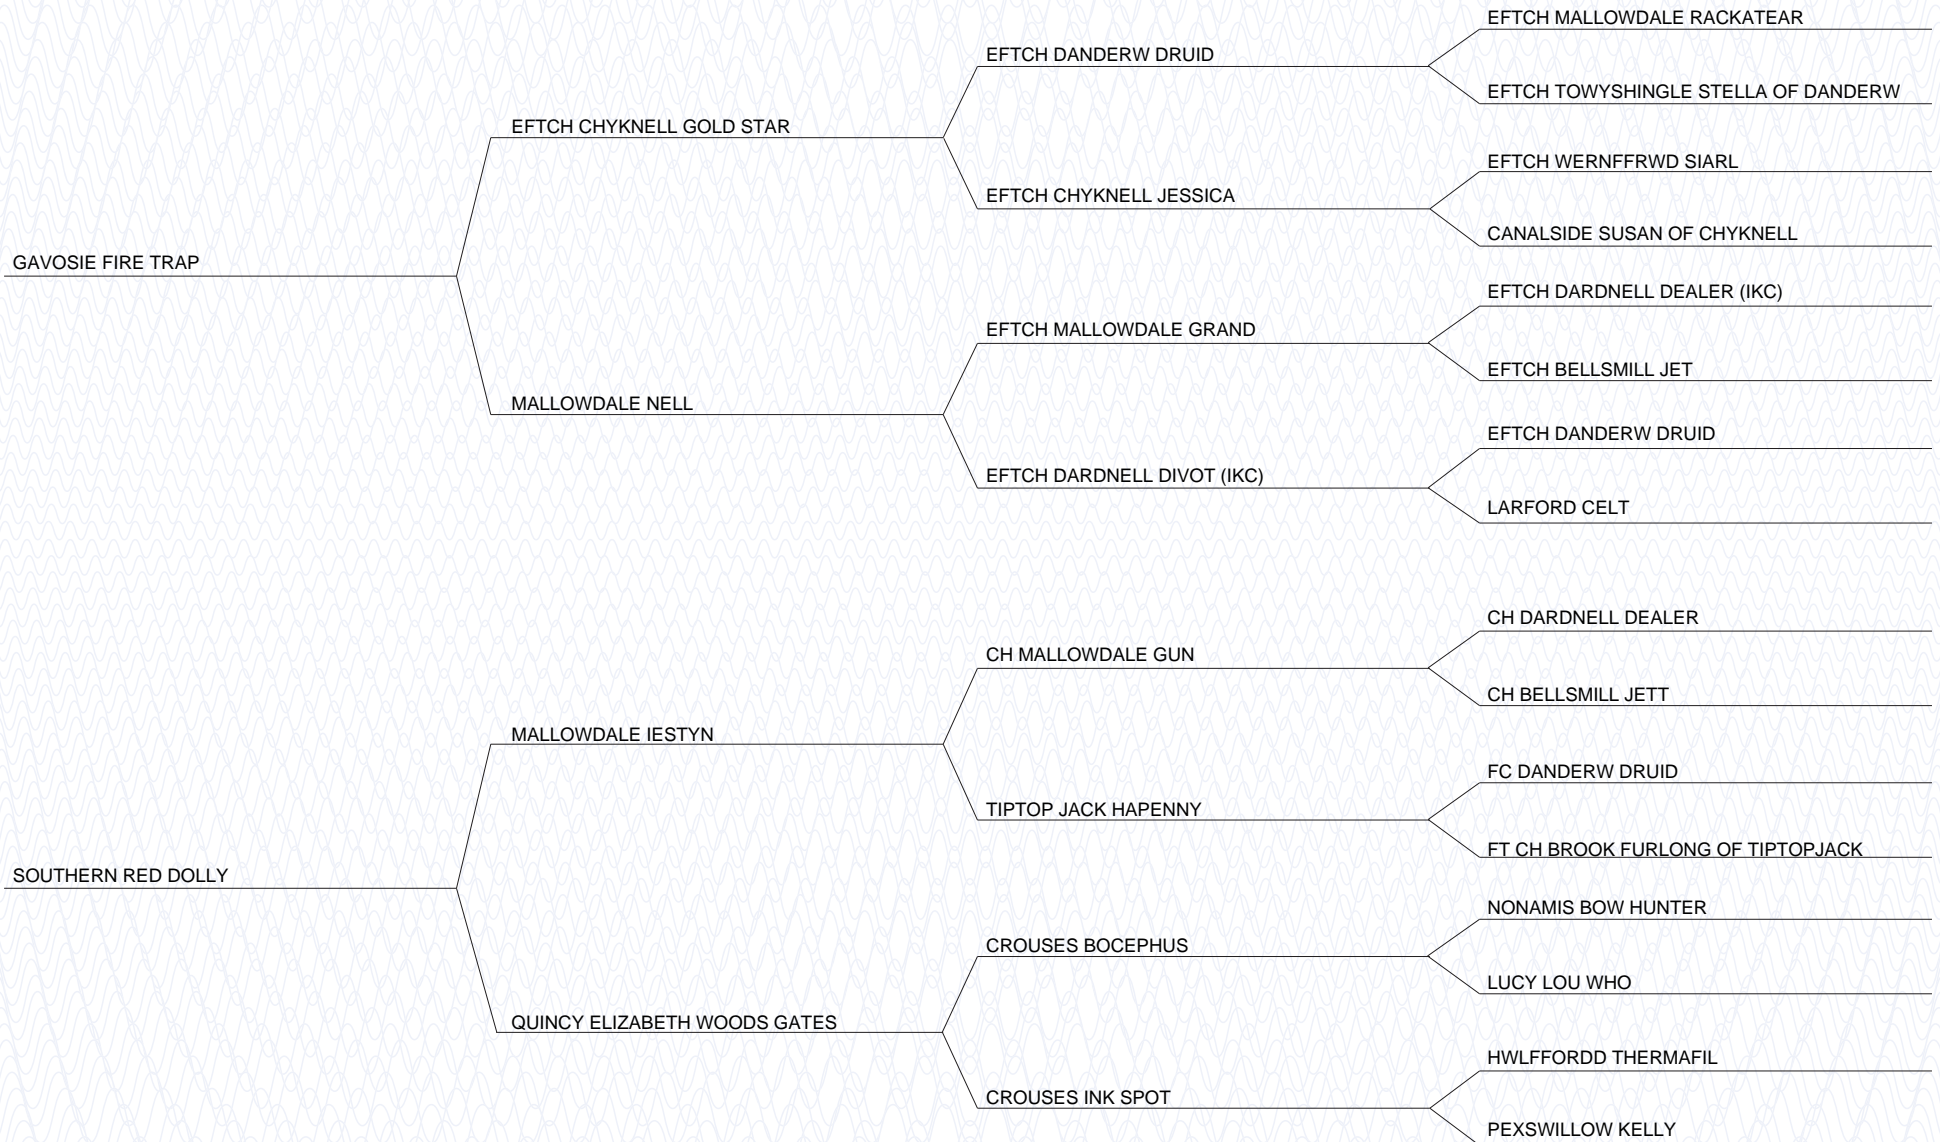 EFTCH MALLOWDALE RACKATEAR
EFTCH DANDERW DRUID
EFTCH TOWYSHINGLE STELLA OF DANDERW
EFTCH CHYKNELL GOLD STAR
EFTCH WERNFFRWD SIARL
EFTCH CHYKNELL JESSICA
CANALSIDE SUSAN OF CHYKNELL
GAVOSIE FIRE TRAP
EFTCH DARDNELL DEALER (IKC)
EFTCH MALLOWDALE GRAND
EFTCH BELLSMILL JET
MALLOWDALE NELL
EFTCH DANDERW DRUID
EFTCH DARDNELL DIVOT (IKC)
LARFORD CELT
CH DARDNELL DEALER
CH MALLOWDALE GUN
CH BELLSMILL JETT
MALLOWDALE IESTYN
FC DANDERW DRUID
TIPTOP JACK HAPENNY
FT CH BROOK FURLONG OF TIPTOPJACK
SOUTHERN RED DOLLY
NONAMIS BOW HUNTER
CROUSES BOCEPHUS
LUCY LOU WHO
QUINCY ELIZABETH WOODS GATES
HWLFFORDD THERMAFIL
CROUSES INK SPOT
PEXSWILLOW KELLY